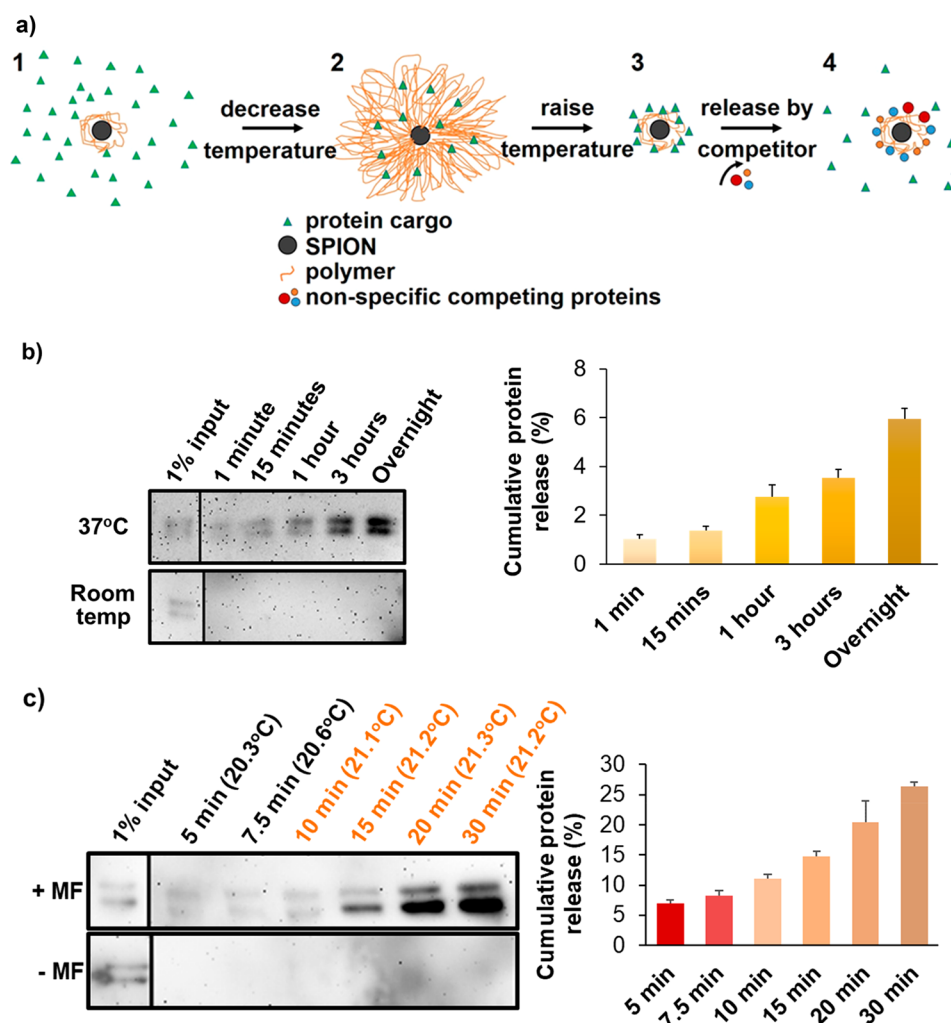 a)
1
2
3
4
decrease
temperature
raise
temperature
release by
competitor
protein cargo
SPION
polymer
non-specific competing proteins
b)
1% input
1 minute
15 minutes
1 hour
3 hours
Overnight
37°C
Room
temp
Cumulative protein
release (%)
8
6
4
2
0
1 min
15 mins
1 hour
3 hours
Overnight
c)
1% input
5 min (20.3°C)
7.5 min (20.6°C)
10 min (21.1°C)
15 min (21.2°C)
20 min (21.3°C)
30 min (21.2°C)
+ MF
- MF
Cumulative protein
release (%)
30
25
20
15
10
5
0
5 min
7.5 min
10 min
15 min
20 min
30 min